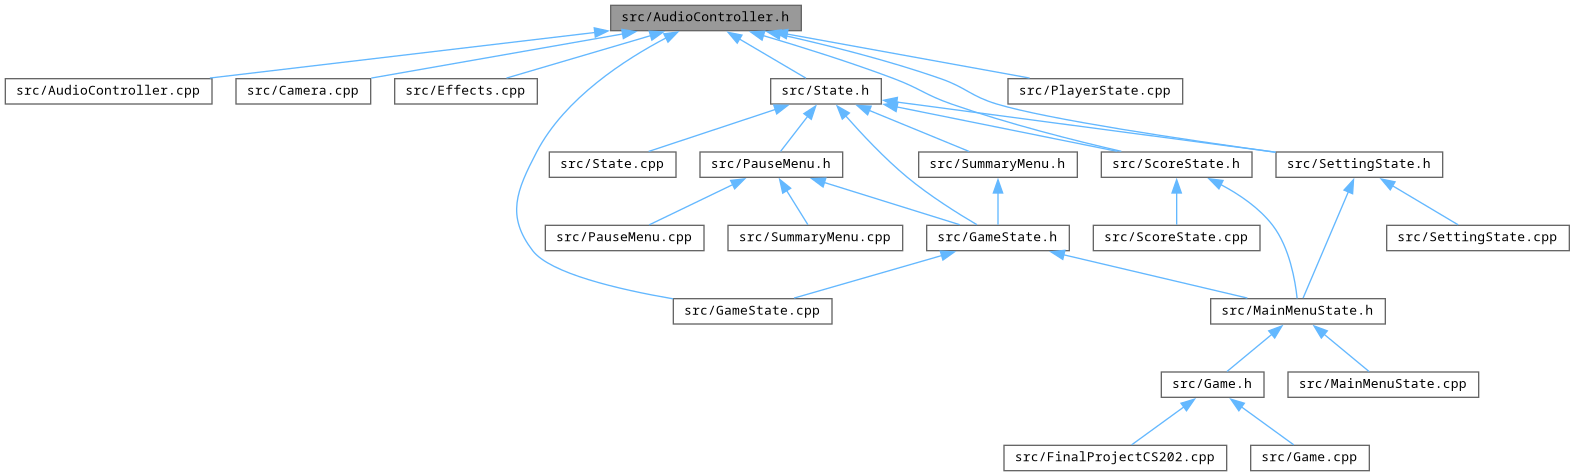 src/AudioController.h
src/AudioController.cpp
src/Camera.cpp
src/Effects.cpp
src/State.h
src/PlayerState.cpp
src/State.cpp
src/PauseMenu.h
src/SummaryMenu.h
src/ScoreState.h
src/SettingState.h
src/PauseMenu.cpp
src/SummaryMenu.cpp
src/GameState.h
src/ScoreState.cpp
src/SettingState.cpp
src/GameState.cpp
src/MainMenuState.h
src/Game.h
src/MainMenuState.cpp
src/FinalProjectCS202.cpp
src/Game.cpp